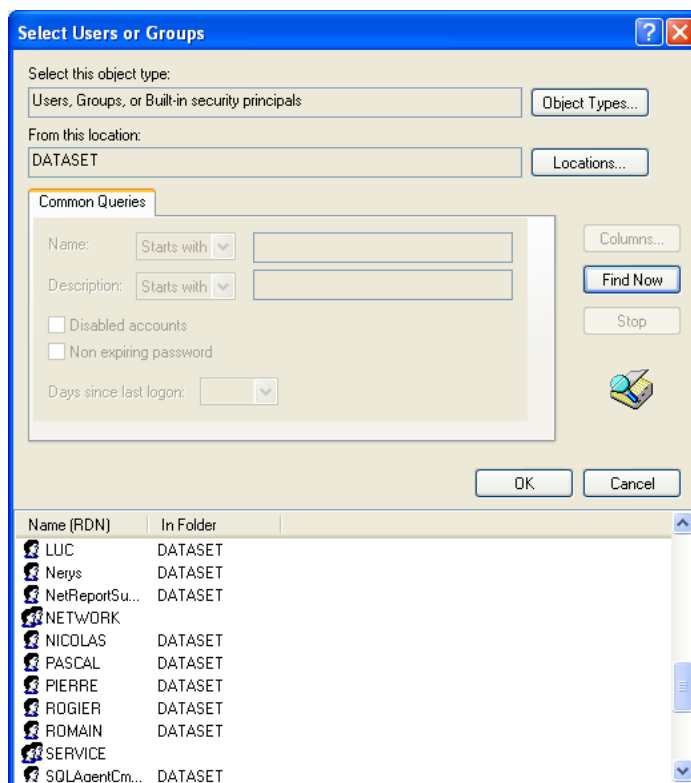 Select Users or Groups
Select this object type:
Users, Groups, or Built-in security principals
Object Types...
From this location:
DATASET
Locations...
Common Queries
Name: Starts with
Columns...
Description: Starts with
Find Now
Disabled accounts
Stop
Non expiring password
Days since last logon:
OK Cancel
Name (RDN) In Folder
LUC DATASET
Nerys DATASET
NetReportSu... DATASET
NETWORK
NICOLAS DATASET
PASCAL DATASET
PIERRE DATASET
ROGIER DATASET
ROMAIN DATASET
SERVICE
SQLAgentCm... DATASET